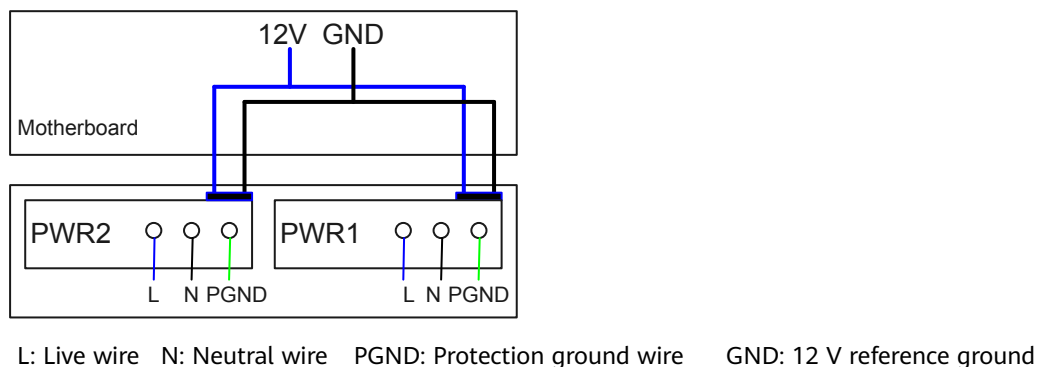 12V GND
Motherboard
PWR2 PWR1
L N PGND L N PGND
L: Live wire N: Neutral wire PGND: Protection ground wire GND: 12 V reference ground